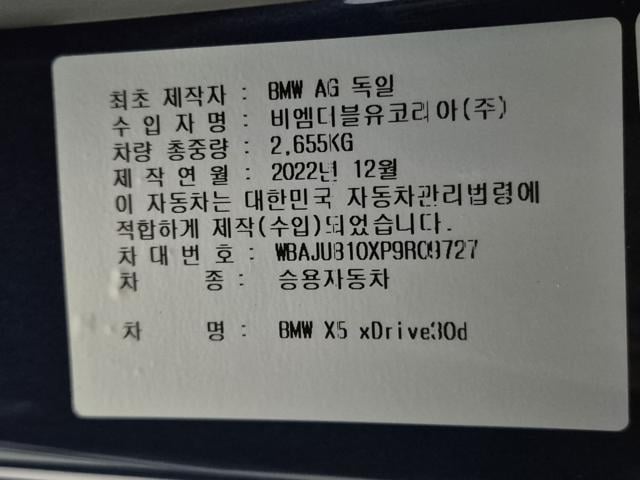 최초 제작자 : BMW AG 독일
수 입 자 명 : 비엠더블유코리아(주)
차량 총중량 : 2,655KG
제 작 연 월 : 2022년 12월
이 자동차는 대한민국 자동차관리법령에
적합하게 제작(수입)되었습니다.
차 대 번 호 : WBAJU810XP9R09727
차 종 : 승용자동차
차 명 : BMW X5 xDrive30d